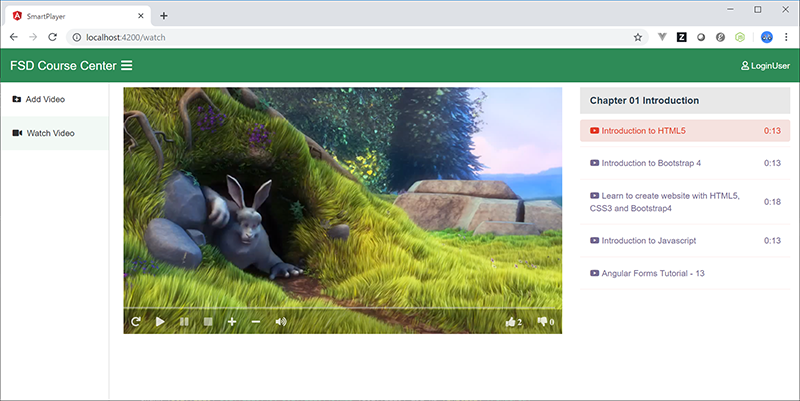 SmartPlayer
localhost:4200/watch
FSD Course Center
LoginUser
Add Video
Watch Video
Chapter 01 Introduction
Introduction to HTML5 0:13
Introduction to Bootstrap 4 0:13
Learn to create website with HTML5,
CSS3 and Bootstrap4 0:18
Introduction to Javascript 0:13
Angular Forms Tutorial - 13
2 0